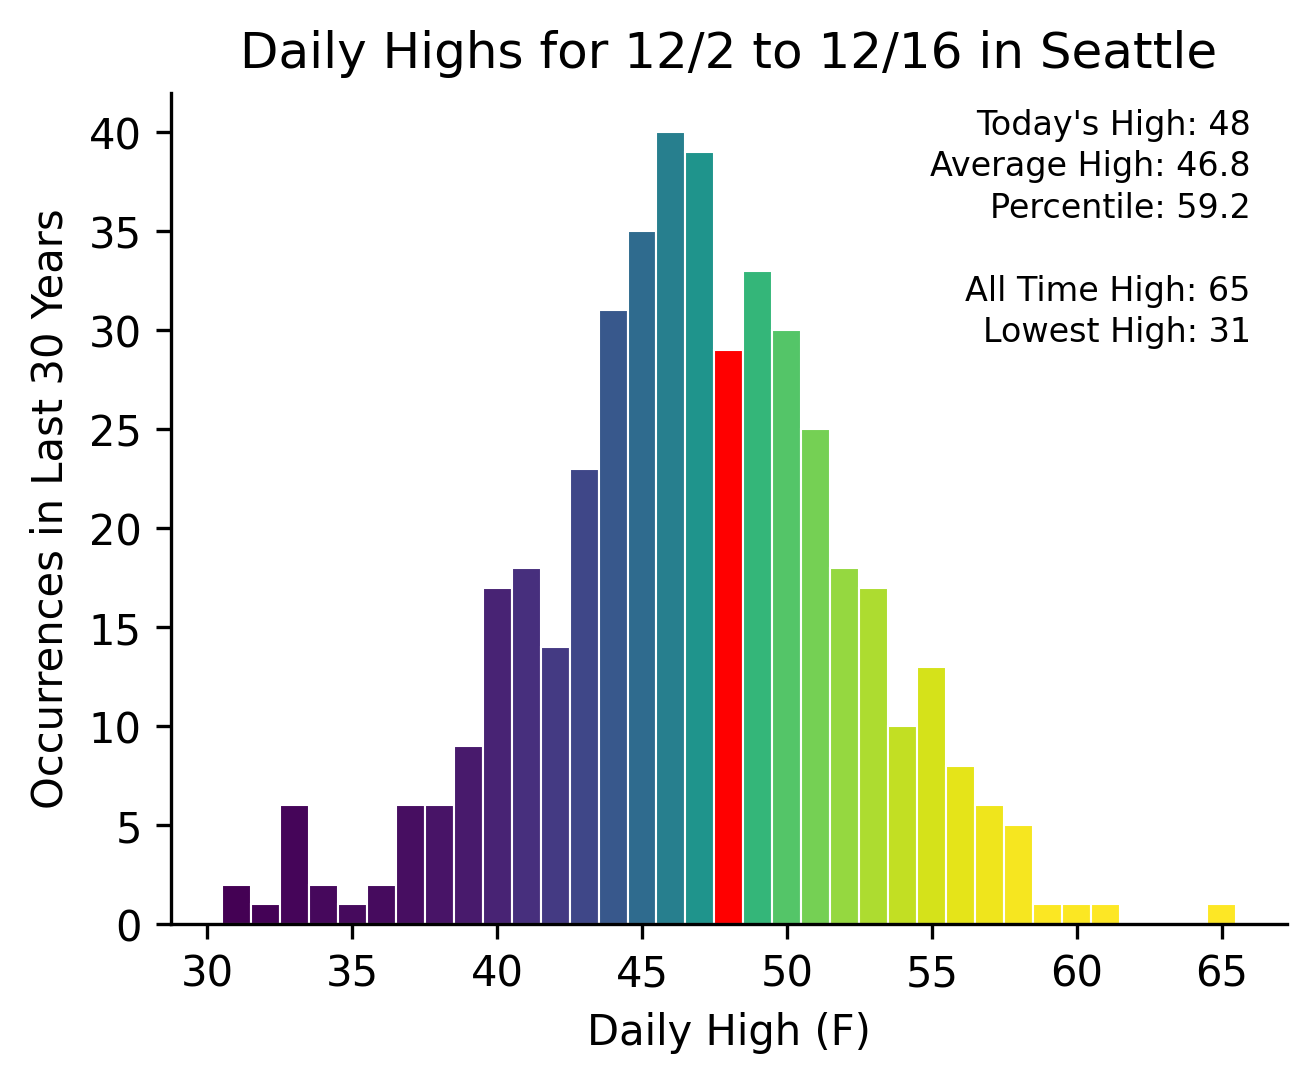 Daily Highs for 12/2 to 12/16 in Seattle
Today's High: 48
Average High: 46.8
Percentile: 59.2
All Time High: 65
Lowest High: 31
Occurrences in Last 30 Years
40
35
30
25
20
15
10
5
0
30 35 40 45 50 55 60 65
Daily High (F)